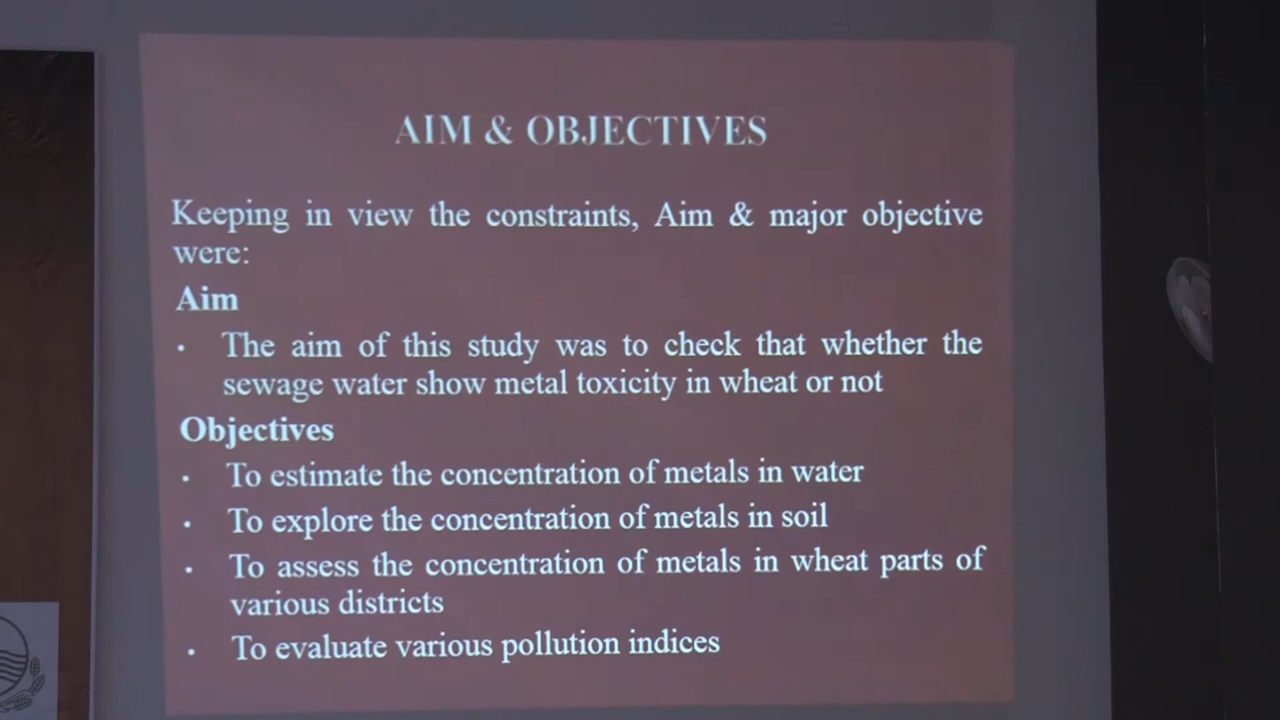 AIM & OBJECTIVES
Keeping in view the constraints, Aim & major objective
were:
Aim
• The aim of this study was to check that whether the
sewage water show metal toxicity in wheat or not
Objectives
• To estimate the concentration of metals in water
• To explore the concentration of metals in soil
• To assess the concentration of metals in wheat parts of
various districts
• To evaluate various pollution indices